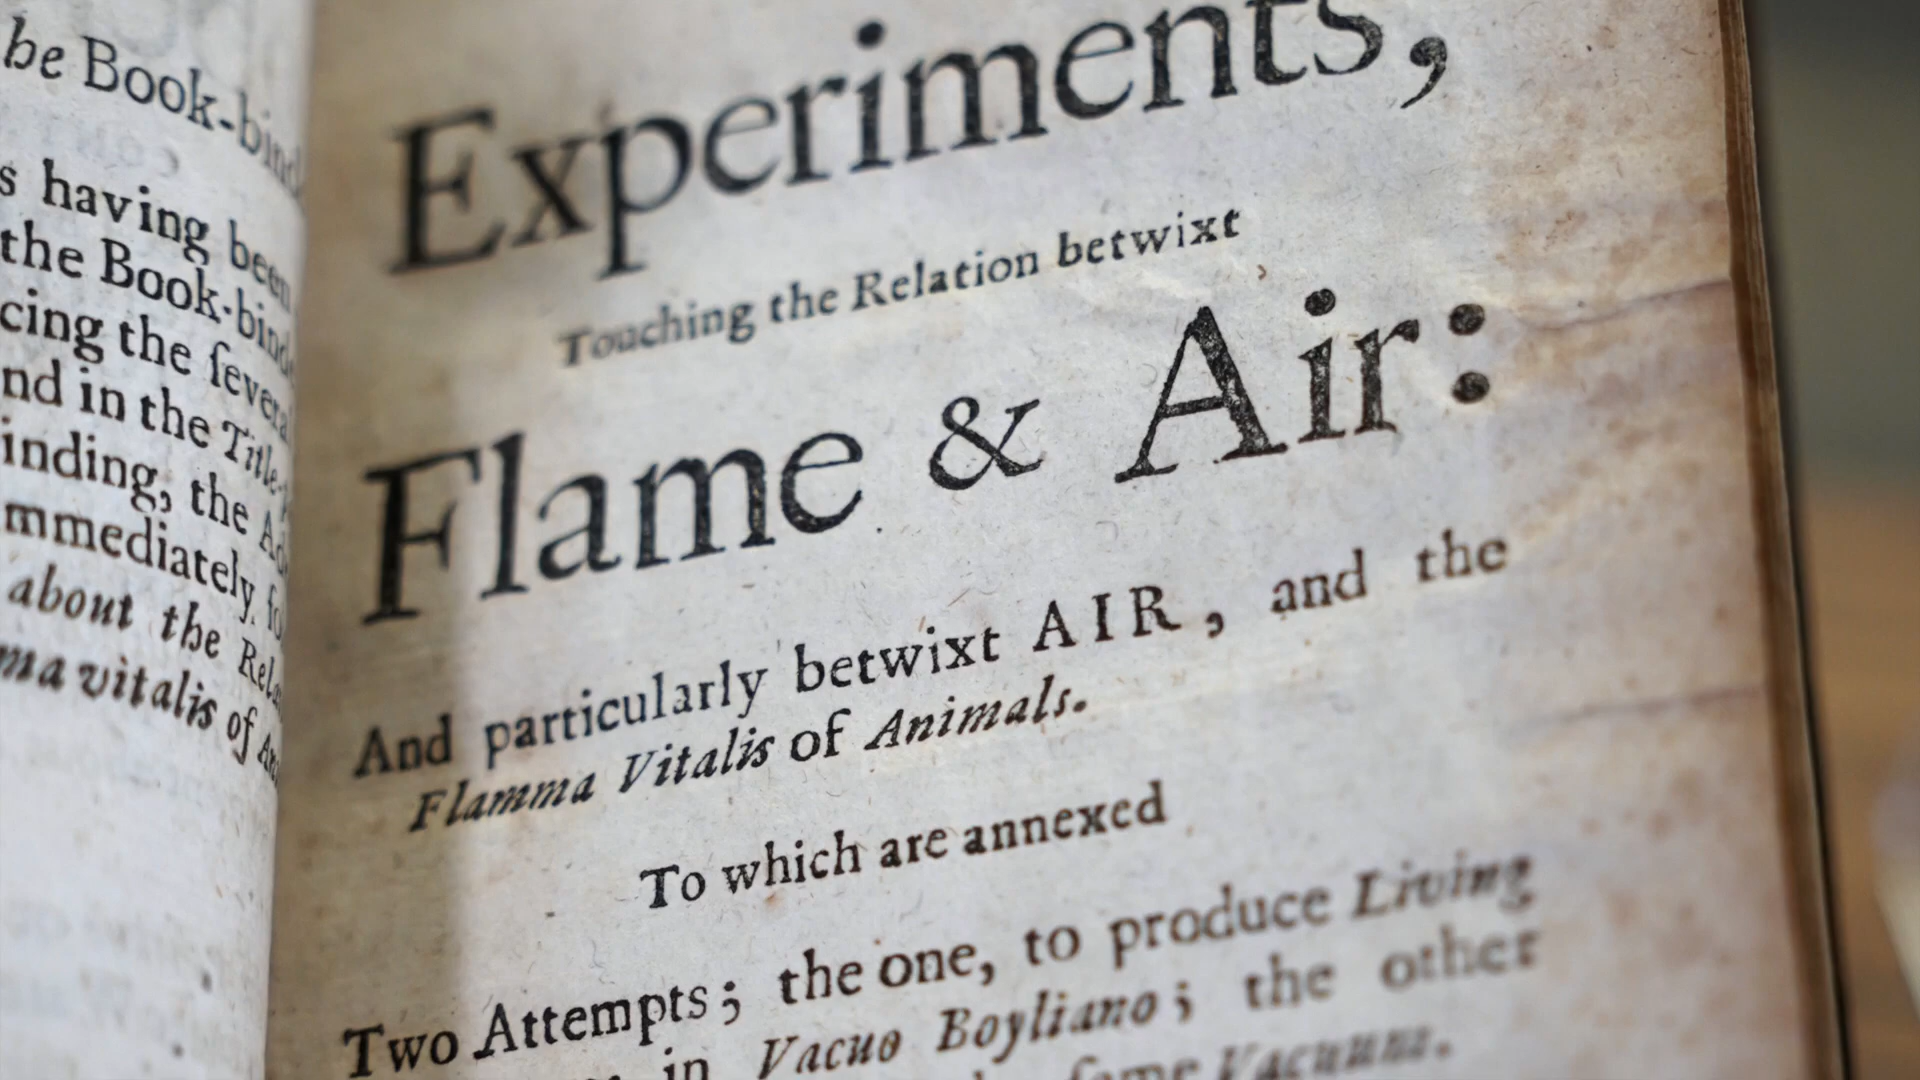 be Book-bind
s having been
the Book-bind
cing the ſeveral
nd in the Title-
inding, the
mmediately
about the
ma vitalis of
Experiments,
Touching the Relation betwixt
Flame & Air:
And particularly betwixt AIR, and the
Flamma Vitalis of Animals.
To which are annexed
Two Attempts; the one, to produce Living
in Vacuo Boyliano; the other
ſame Vacuum.